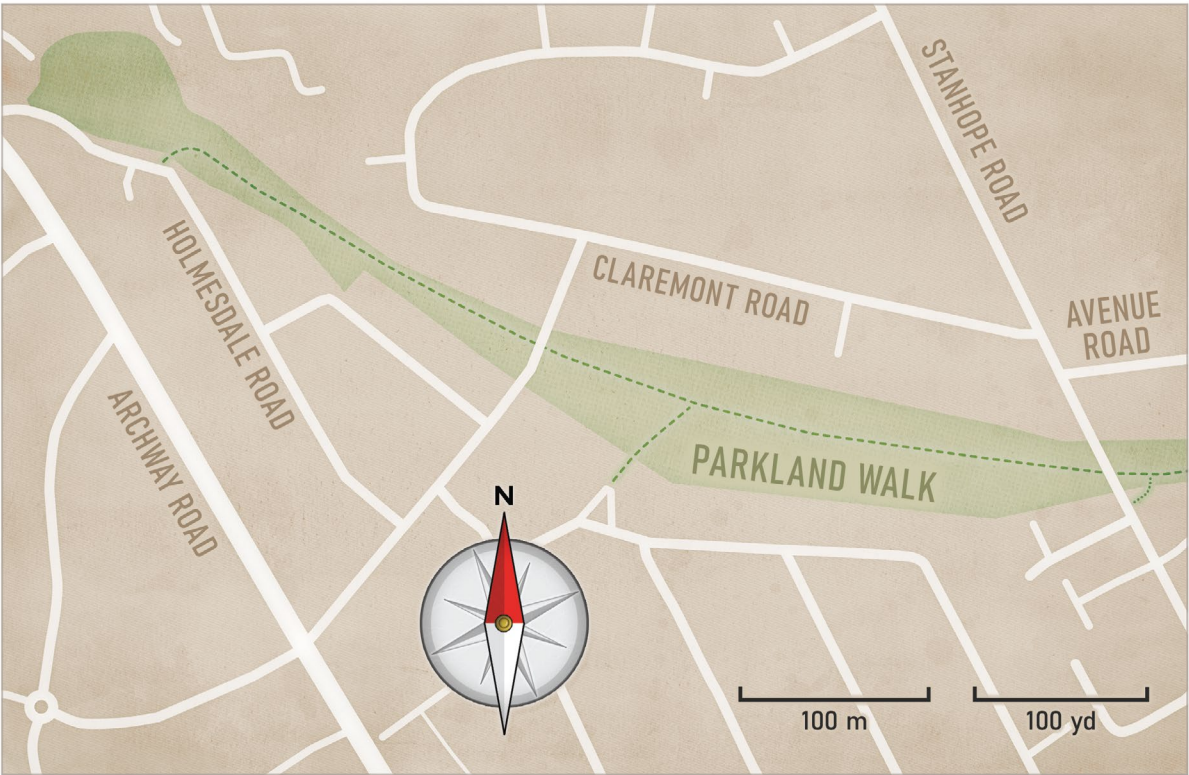 STANHOPE ROAD
HOLMESDALE ROAD
CLAREMONT ROAD
AVENUE
ROAD
ARCHWAY ROAD
PARKLAND WALK
N
100 m
100 yd